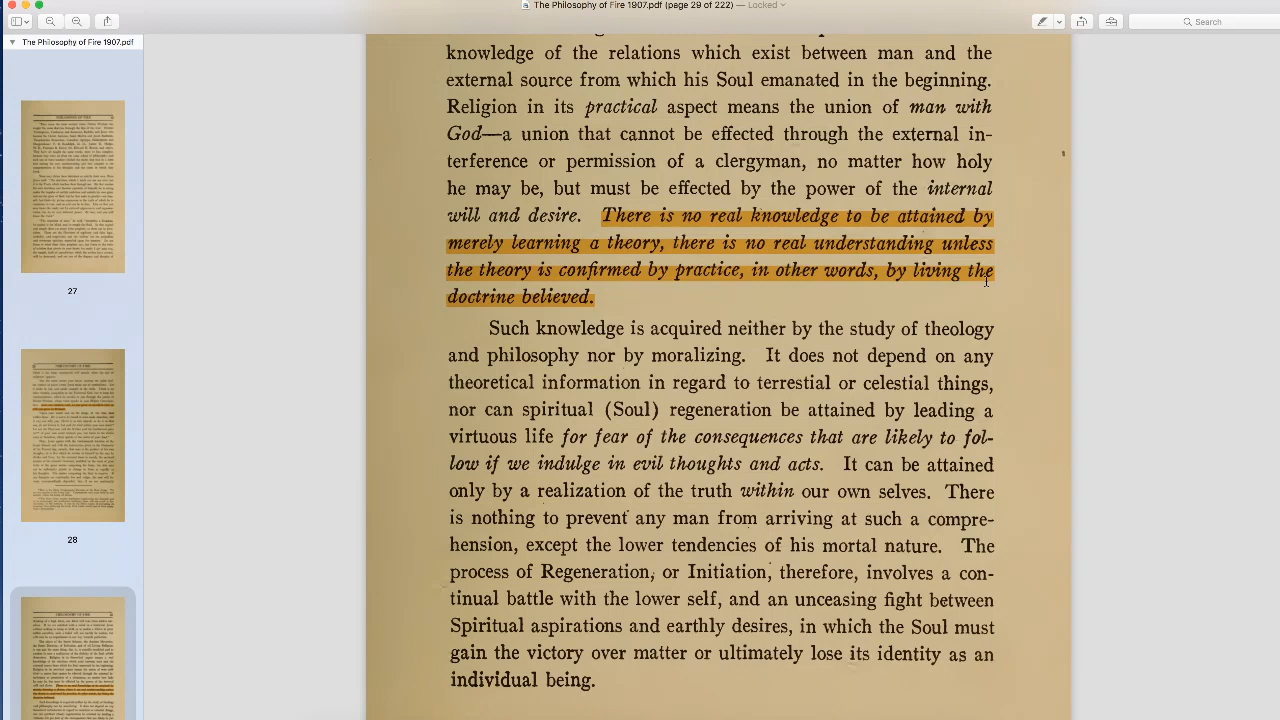 The Philosophy of Fire 1907.pdf (page 29 of 222) — Locked
Search
The Philosophy of Fire 1907.pdf
27
28
knowledge of the relations which exist between man and the
external source from which his Soul emanated in the beginning.
Religion in its practical aspect means the union of man with
God—a union that cannot be effected through the external in-
terference or permission of a clergyman, no matter how holy
he may be, but must be effected by the power of the internal
will and desire. There is no real knowledge to be attained by
merely learning a theory, there is no real understanding unless
the theory is confirmed by practice, in other words, by living the
doctrine believed.
Such knowledge is acquired neither by the study of theology
and philosophy nor by moralizing. It does not depend on any
theoretical information in regard to terrestrial or celestial things,
nor can spiritual (Soul) regeneration be attained by leading a
virtuous life for fear of the consequences that are likely to fol-
low if we indulge in evil thoughts and acts. It can be attained
only by a realization of the truth within our own selves. There
is nothing to prevent any man from arriving at such a compre-
hension, except the lower tendencies of his mortal nature. The
process of Regeneration, or Initiation, therefore, involves a con-
tinual battle with the lower self, an unceasing fight between
Spiritual aspirations and earthly desires in which the Soul must
gain a victory over matter or ultimately lose its identity as an
individual being.